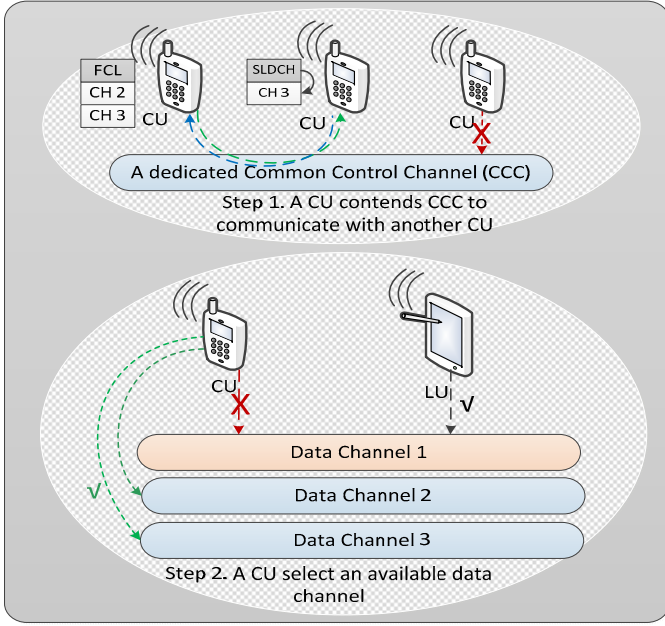 FCL
CH 2
CH 3
CU
SLDCH
CH 3
CU
CU
X
A dedicated Common Control Channel (CCC)
Step 1. A CU contends CCC to
communicate with another CU
CU
X
LU
√
Data Channel 1
√
Data Channel 2
Data Channel 3
Step 2. A CU select an available data
channel